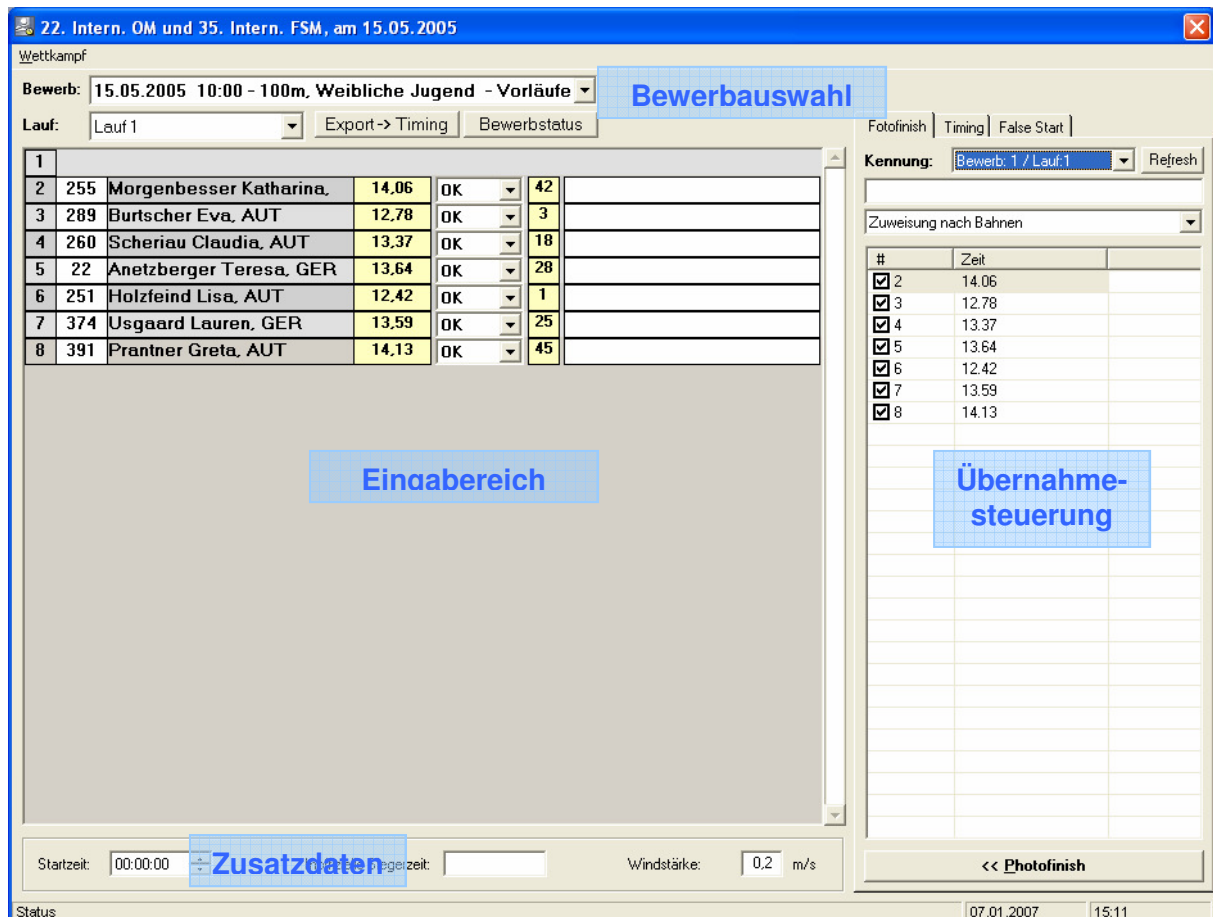 22. Intern. OM und 35. Intern. FSM, am 15.05.2005
Wettkampf
Bewerb: 15.05.2005 10:00 - 100m, Weibliche Jugend - Vorläufe
Bewerbauswahl
Lauf: Lauf 1 Export-> Timing Bewerbstatus
Fotofinish Timing False Start
Kennung: Bewerb: 1 / Lauf:1 Refresh
Zuweisung nach Bahnen
1
2 255 Morgenbesser Katharina, 14,06 OK 42
3 289 Burtscher Eva, AUT 12,78 OK 3
4 260 Scheriau Claudia, AUT 13,37 OK 18
5 22 Anetzberger Teresa, GER 13,64 OK 28
6 251 Holzfeind Lisa, AUT 12,42 OK 1
7 374 Usgaard Lauren, GER 13,59 OK 25
8 391 Prantner Greta, AUT 14,13 OK 45
# Zeit
2 14.06
3 12.78
4 13.37
5 13.64
6 12.42
7 13.59
8 14.13
Eingabereich
Übernahme-
steuerung
Startzeit: 00:00:00 Zusatzdaten Windstärke: 0,2 m/s
<< Photofinish
Status 07.01.2007 15:11